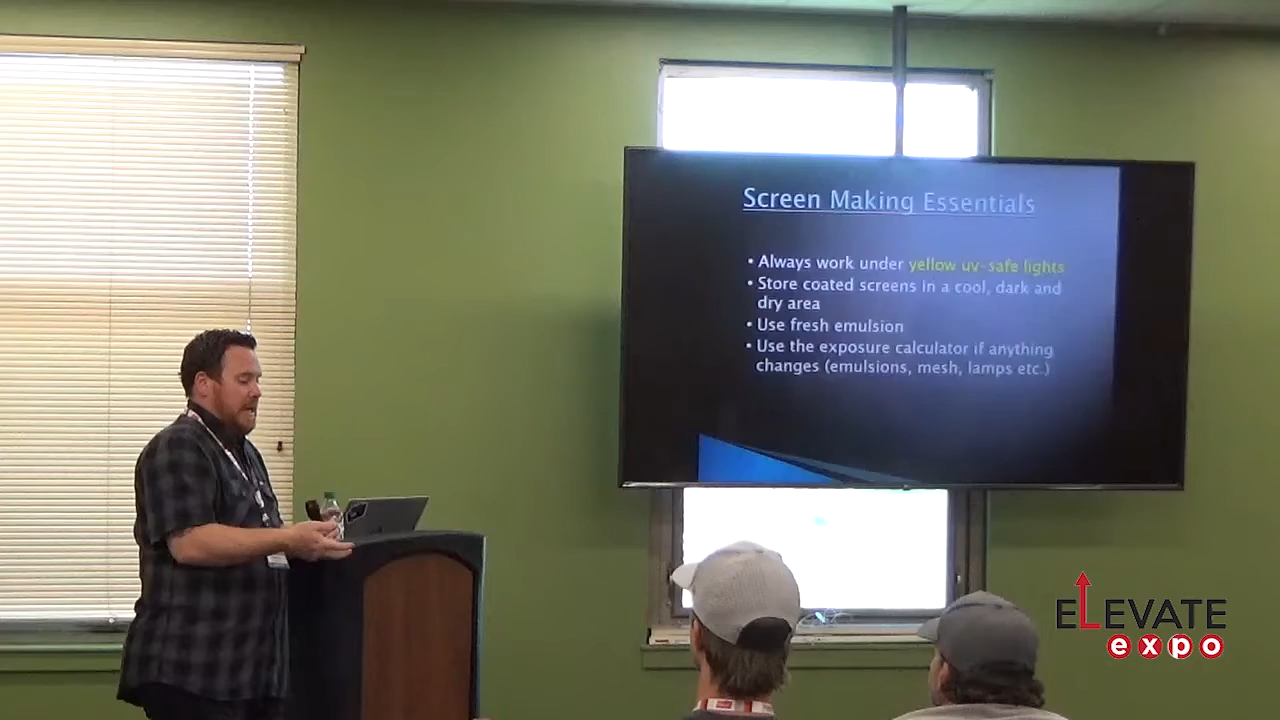 Screen Making Essentials
• Always work under yellow uv-safe lights
• Store coated screens in a cool, dark and
dry area
• Use fresh emulsion
• Use the exposure calculator if anything
changes (emulsions, mesh, lamps etc.)
ELEVATE
expo